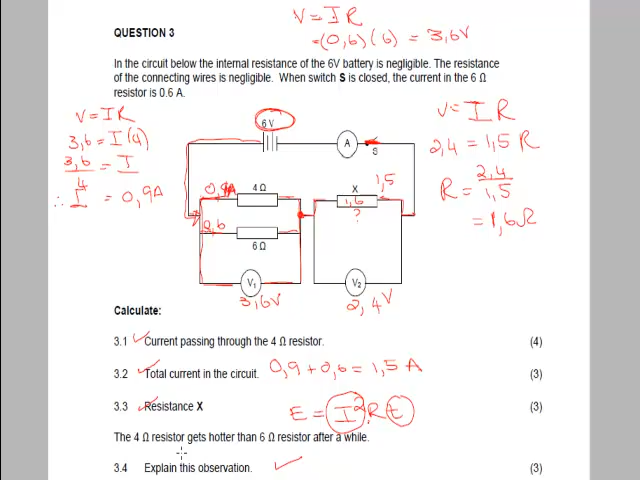 V = I R
QUESTION 3
= (0,6)(6) = 3,6V
In the circuit below the internal resistance of the 6V battery is negligible. The resistance
of the connecting wires is negligible. When switch S is closed, the current in the 6 Ω
resistor is 0.6 A.
V = IR
3,6 = I(4)
3,6/4 = I
∴ I = 0,9A
V = I R
2,4 = 1,5 R
R = 2,4/1,5
= 1,6Ω
6 V
A
S
0,9A
4 Ω
X
1,5
1,6
?
0,6
6 Ω
V1
V2
3,6V
2,4V
Calculate:
3.1 Current passing through the 4 Ω resistor. (4)
3.2 Total current in the circuit. 0,9 + 0,6 = 1,5 A (3)
3.3 Resistance X (3)
E = I²Rt
The 4 Ω resistor gets hotter than 6 Ω resistor after a while.
3.4 Explain this observation. (3)